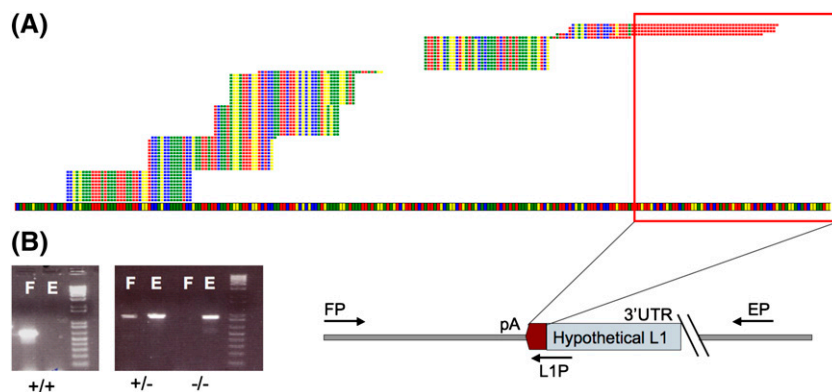 (A)
(B)
F E
F E F E
+/+
+/-
-/-
FP
pA
3'UTR
EP
Hypothetical L1
L1P